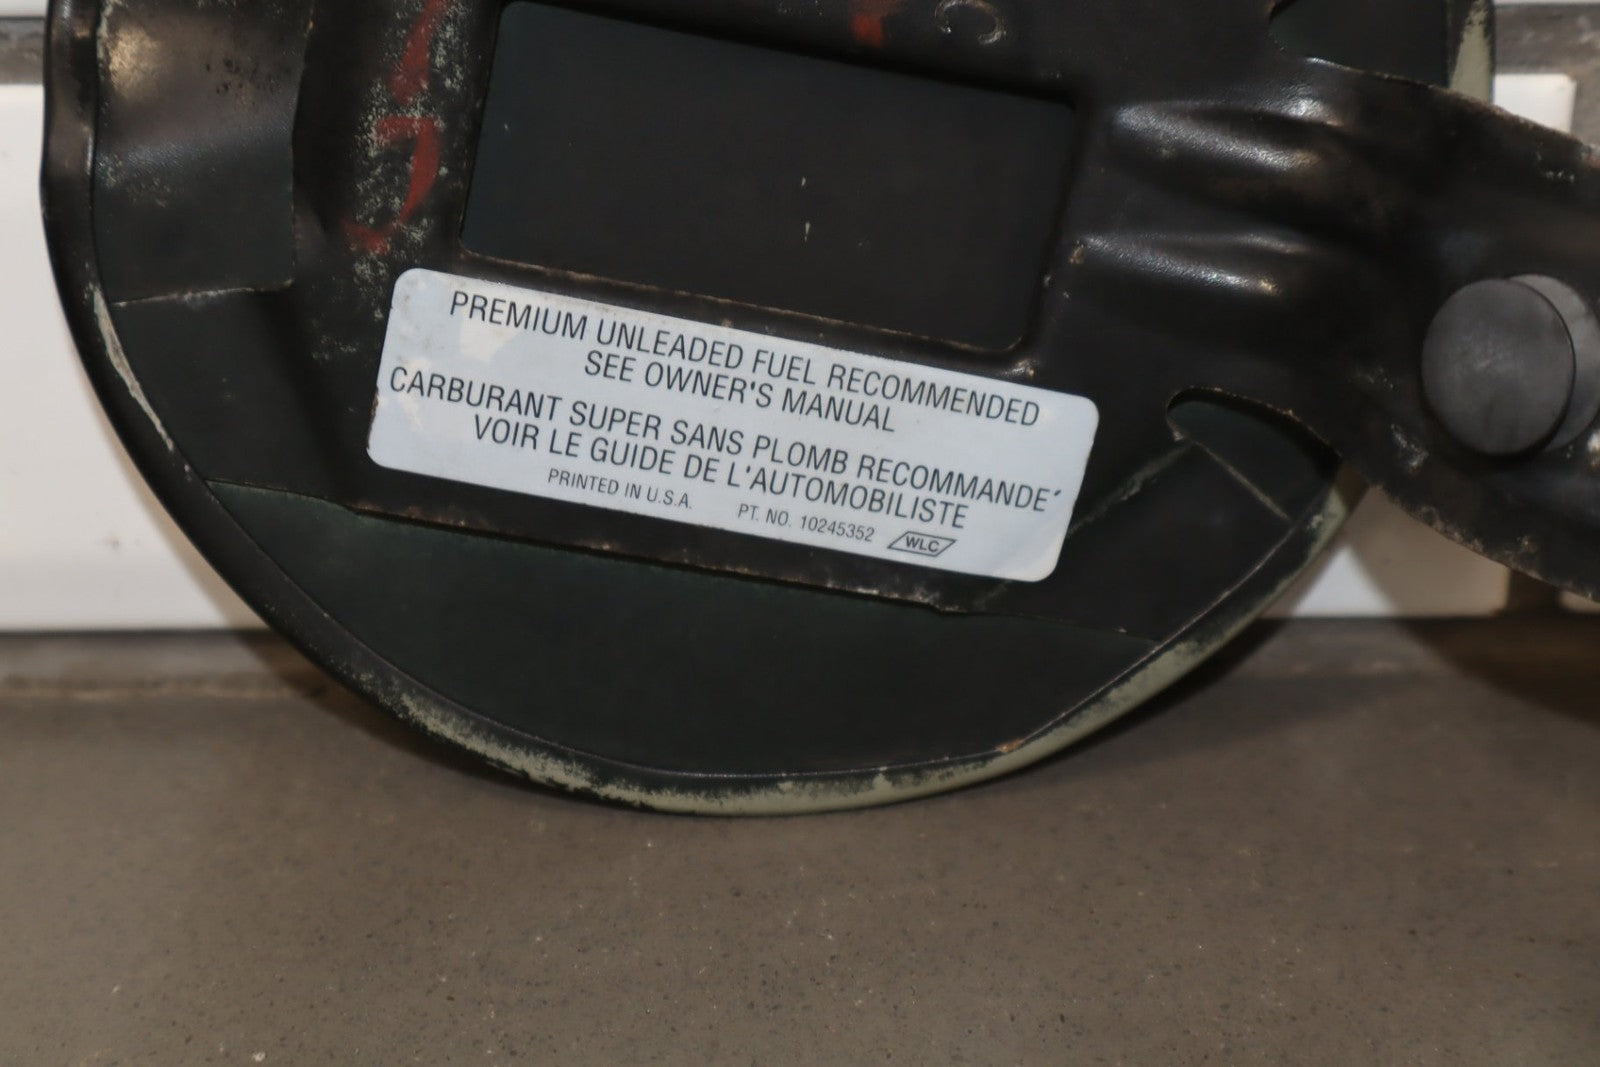 PREMIUM UNLEADED FUEL RECOMMENDED
SEE OWNER'S MANUAL
CARBURANT SUPER SANS PLOMB RECOMMANDE´
VOIR LE GUIDE DE L'AUTOMOBILISTE
PRINTED IN U.S.A. PT. NO. 10245352 WLC